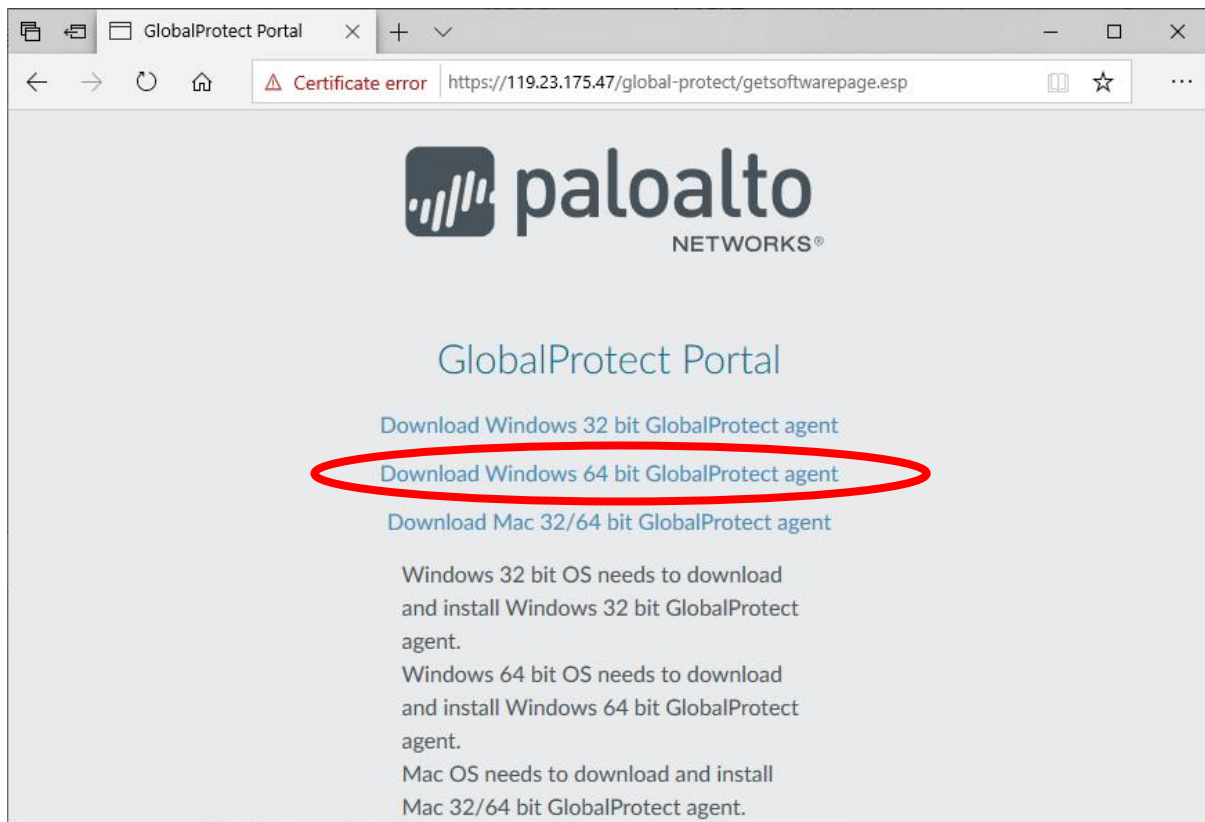 GlobalProtect Portal
Certificate error https://119.23.175.47/global-protect/getsoftwarepage.esp
paloalto
NETWORKS®
GlobalProtect Portal
Download Windows 32 bit GlobalProtect agent
Download Windows 64 bit GlobalProtect agent
Download Mac 32/64 bit GlobalProtect agent
Windows 32 bit OS needs to download
and install Windows 32 bit GlobalProtect
agent.
Windows 64 bit OS needs to download
and install Windows 64 bit GlobalProtect
agent.
Mac OS needs to download and install
Mac 32/64 bit GlobalProtect agent.